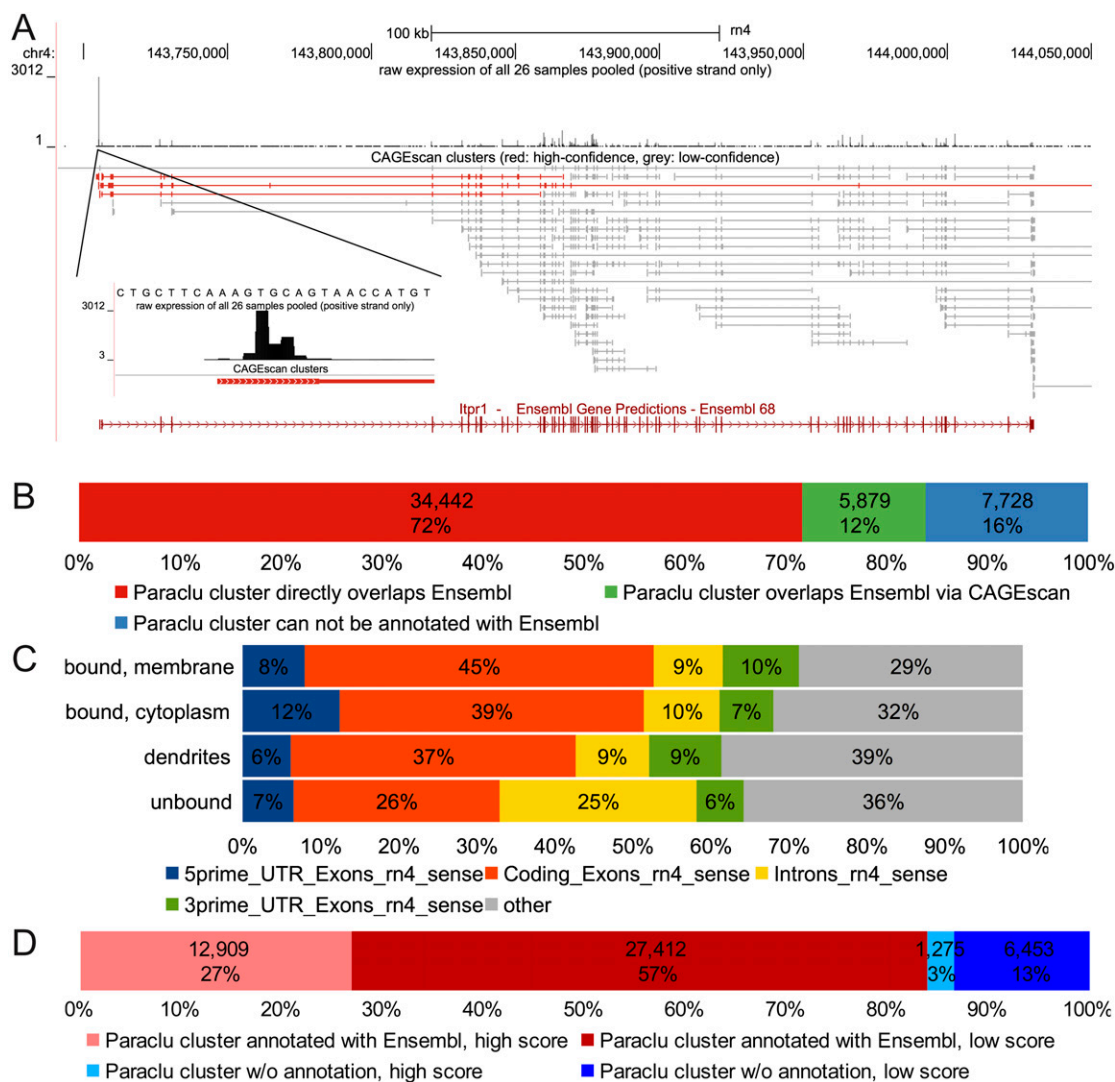 A
100 kb rn4
chr4: 143,750,000 143,800,000 143,850,000 143,900,000 143,950,000 144,000,000 144,050,000
3012 raw expression of all 26 samples pooled (positive strand only)
1
CAGEscan clusters (red: high-confidence, grey: low-confidence)
C T G C T T C A A A G T G C A G T A A C C A T G T
raw expression of all 26 samples pooled (positive strand only)
3012
3
CAGEscan clusters
Itpr1 - Ensembl Gene Predictions - Ensembl 68
B
34,442 5,879 7,728
72% 12% 16%
0% 10% 20% 30% 40% 50% 60% 70% 80% 90% 100%
Paraclu cluster directly overlaps Ensembl Paraclu cluster overlaps Ensembl via CAGEscan
Paraclu cluster can not be annotated with Ensembl
C
bound, membrane 8% 45% 9% 10% 29%
bound, cytoplasm 12% 39% 10% 7% 32%
dendrites 6% 37% 9% 9% 39%
unbound 7% 26% 25% 6% 36%
0% 10% 20% 30% 40% 50% 60% 70% 80% 90% 100%
5prime_UTR_Exons_rn4_sense Coding_Exons_rn4_sense Introns_rn4_sense
3prime_UTR_Exons_rn4_sense other
D
12,909 27,412 1,275 6,453
27% 57% 3% 13%
0% 10% 20% 30% 40% 50% 60% 70% 80% 90% 100%
Paraclu cluster annotated with Ensembl, high score Paraclu cluster annotated with Ensembl, low score
Paraclu cluster w/o annotation, high score Paraclu cluster w/o annotation, low score